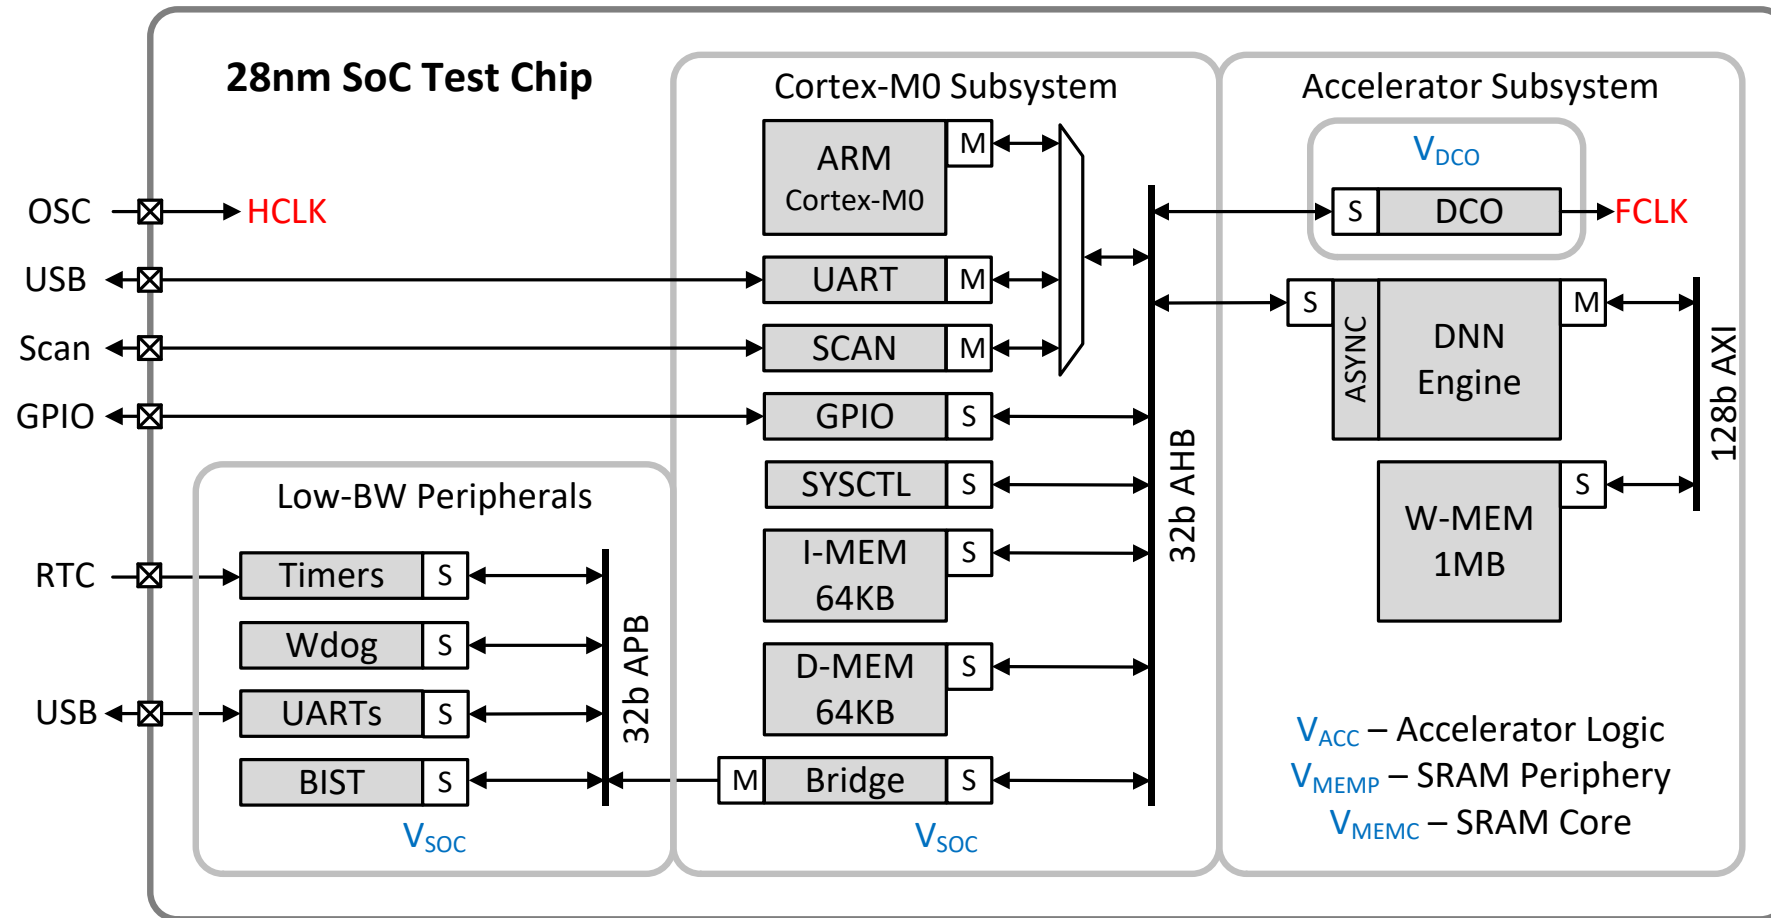 28nm SoC Test Chip
OSC
HCLK
USB
Scan
GPIO
RTC
USB
Low-BW Peripherals
Timers
S
Wdog
S
UARTs
S
BIST
S
32b APB
VSOC
Cortex-M0 Subsystem
ARM
Cortex-M0
M
UART
M
SCAN
M
GPIO
S
SYSCTL
S
I-MEM
64KB
S
D-MEM
64KB
S
M
Bridge
S
32b AHB
VSOC
Accelerator Subsystem
VDCO
S
DCO
FCLK
S
ASYNC
DNN
Engine
M
W-MEM
1MB
S
128b AXI
VACC – Accelerator Logic
VMEMP – SRAM Periphery
VMEMC – SRAM Core